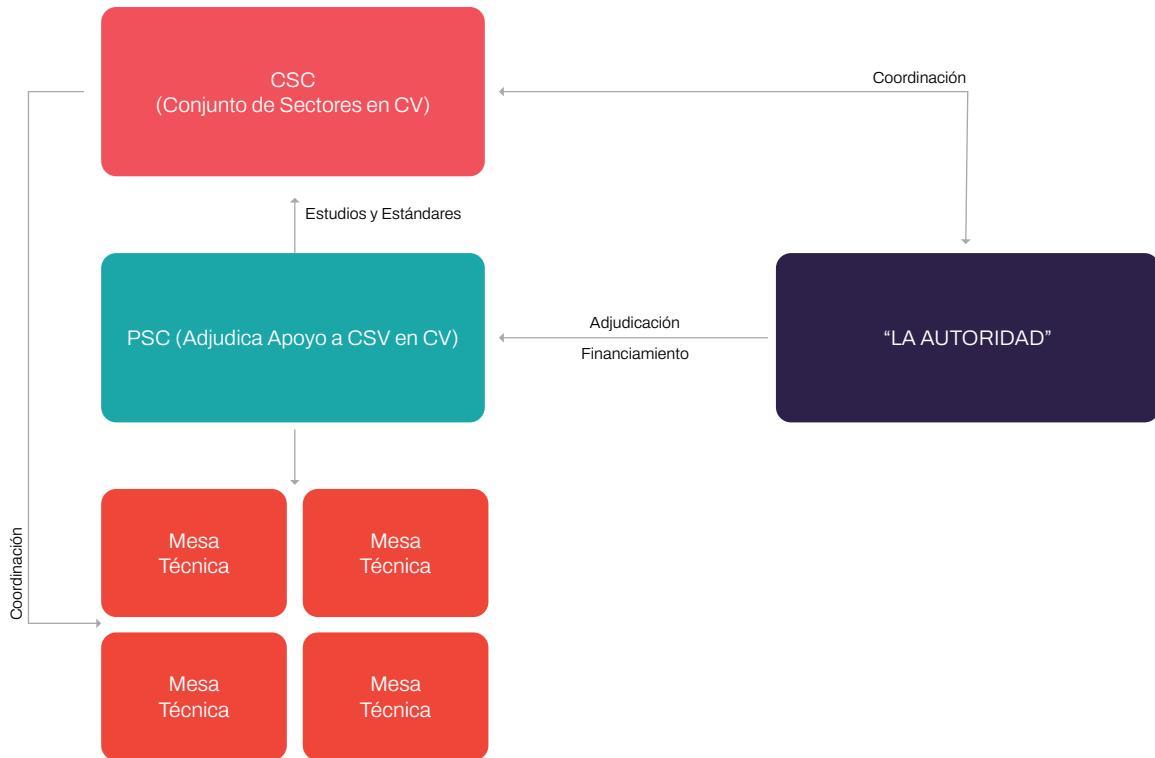 CSC
(Conjunto de Sectores en CV)
Coordinación
Estudios y Estándares
PSC (Adjudica Apoyo a CSV en CV)
Adjudicación
Financiamiento
“LA AUTORIDAD”
Mesa
Técnica
Mesa
Técnica
Coordinación
Mesa
Técnica
Mesa
Técnica